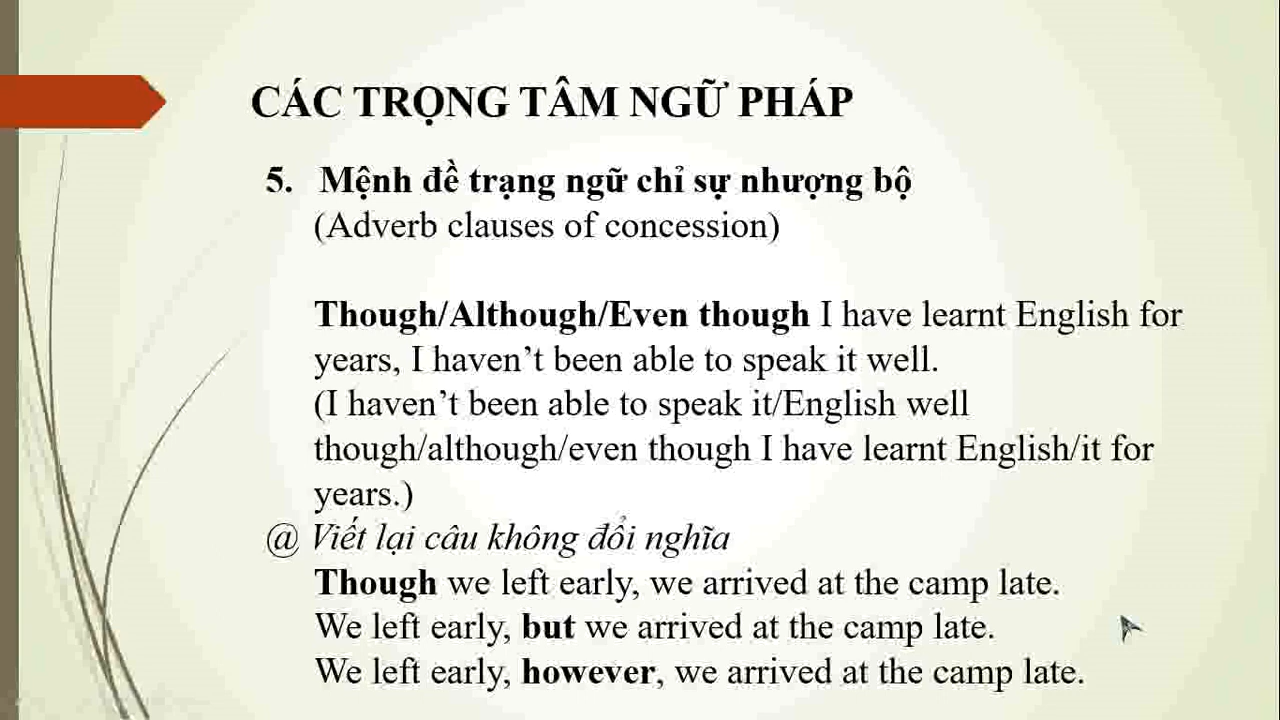 CÁC TRỌNG TÂM NGỮ PHÁP
5. Mệnh đề trạng ngữ chỉ sự nhượng bộ
(Adverb clauses of concession)
Though/Although/Even though I have learnt English for
years, I haven’t been able to speak it well.
(I haven’t been able to speak it/English well
though/although/even though I have learnt English/it for
years.)
@ Viết lại câu không đổi nghĩa
Though we left early, we arrived at the camp late.
We left early, but we arrived at the camp late.
We left early, however, we arrived at the camp late.